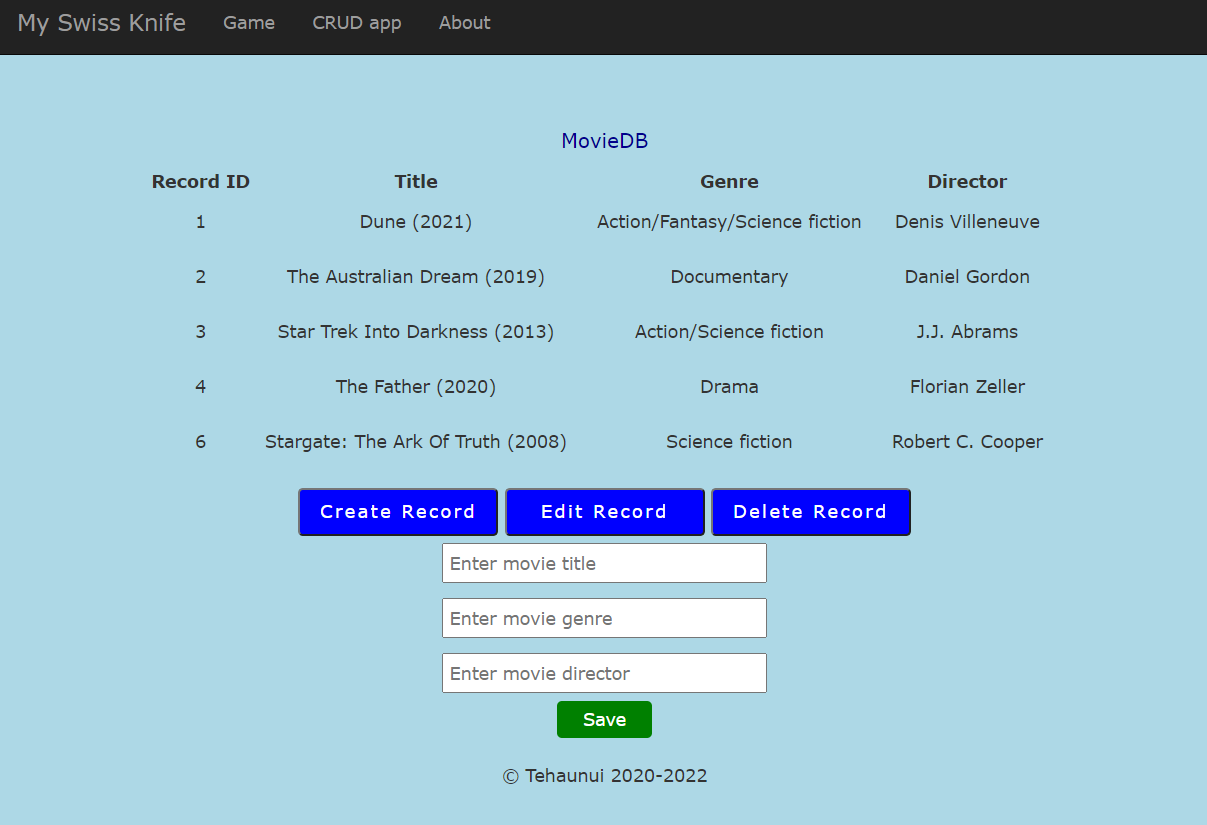 My Swiss Knife Game CRUD app About
MovieDB
Record ID Title Genre Director
1 Dune (2021) Action/Fantasy/Science fiction Denis Villeneuve
2 The Australian Dream (2019) Documentary Daniel Gordon
3 Star Trek Into Darkness (2013) Action/Science fiction J.J. Abrams
4 The Father (2020) Drama Florian Zeller
6 Stargate: The Ark Of Truth (2008) Science fiction Robert C. Cooper
Create Record Edit Record Delete Record
Enter movie title
Enter movie genre
Enter movie director
Save
© Tehaunui 2020-2022